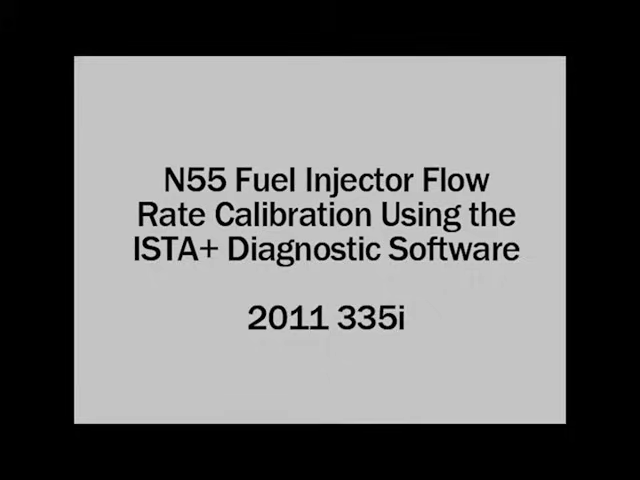 N55 Fuel Injector Flow
Rate Calibration Using the
ISTA+ Diagnostic Software
2011 335i